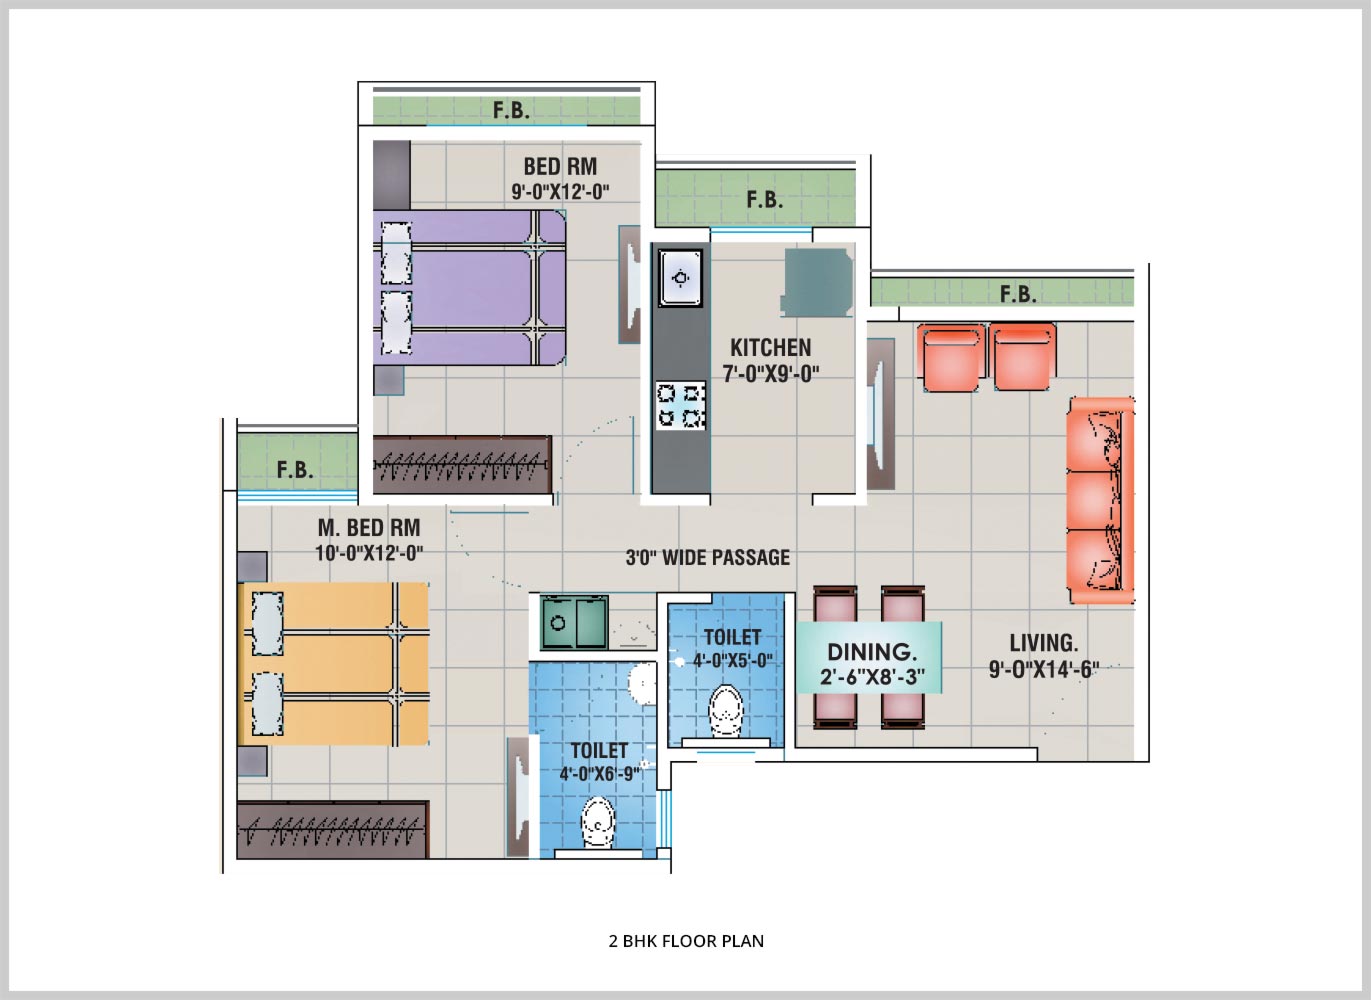 F.B.
BED RM
9'-0"X12'-0"
F.B.
F.B.
KITCHEN
7'-0"X9'-0"
F.B.
M. BED RM
10'-0"X12'-0"
3'0" WIDE PASSAGE
TOILET
4'-0"X5'-0"
DINING.
2'-6"X8'-3"
LIVING.
9'-0"X14'-6"
TOILET
4'-0"X6'-9"
2 BHK FLOOR PLAN